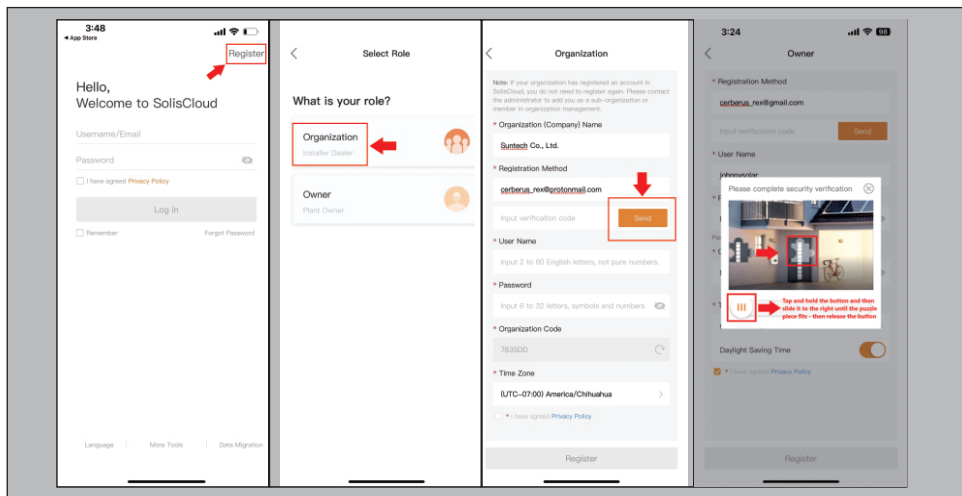 3:48
App Store
Register
Hello,
Welcome to SolisCloud
Username/Email
Password
I have agreed Privacy Policy
Log in
Remember
Forgot Password
Language
More Tools
Data Migration
Select Role
What is your role?
Organization
Installer Dealer
Owner
Plant Owner
Organization
Note: If your organization has registered an account in
SolisCloud, you do not need to register again. Please contact
the administrator to add you as a sub-organization or
member in organization management.
* Organization (Company) Name
Suntech Co., Ltd.
* Registration Method
cerberus_rex@protonmail.com
Input verification code
Send
* User Name
Input 2 to 60 English letters, not pure numbers.
* Password
Input 6 to 32 letters, symbols and numbers
* Organization Code
7835D0
* Time Zone
(UTC-07:00) America/Chihuahua
* I have agreed Privacy Policy
Register
3:24
98
Owner
* Registration Method
cerberus_rex@gmail.com
Input verification code
Send
* User Name
johnnysolar
Please complete security verification
Tap and hold the button and then
slide it to the right until the puzzle
piece fits - then release the button
Daylight Saving Time
* I have agreed Privacy Policy
Register